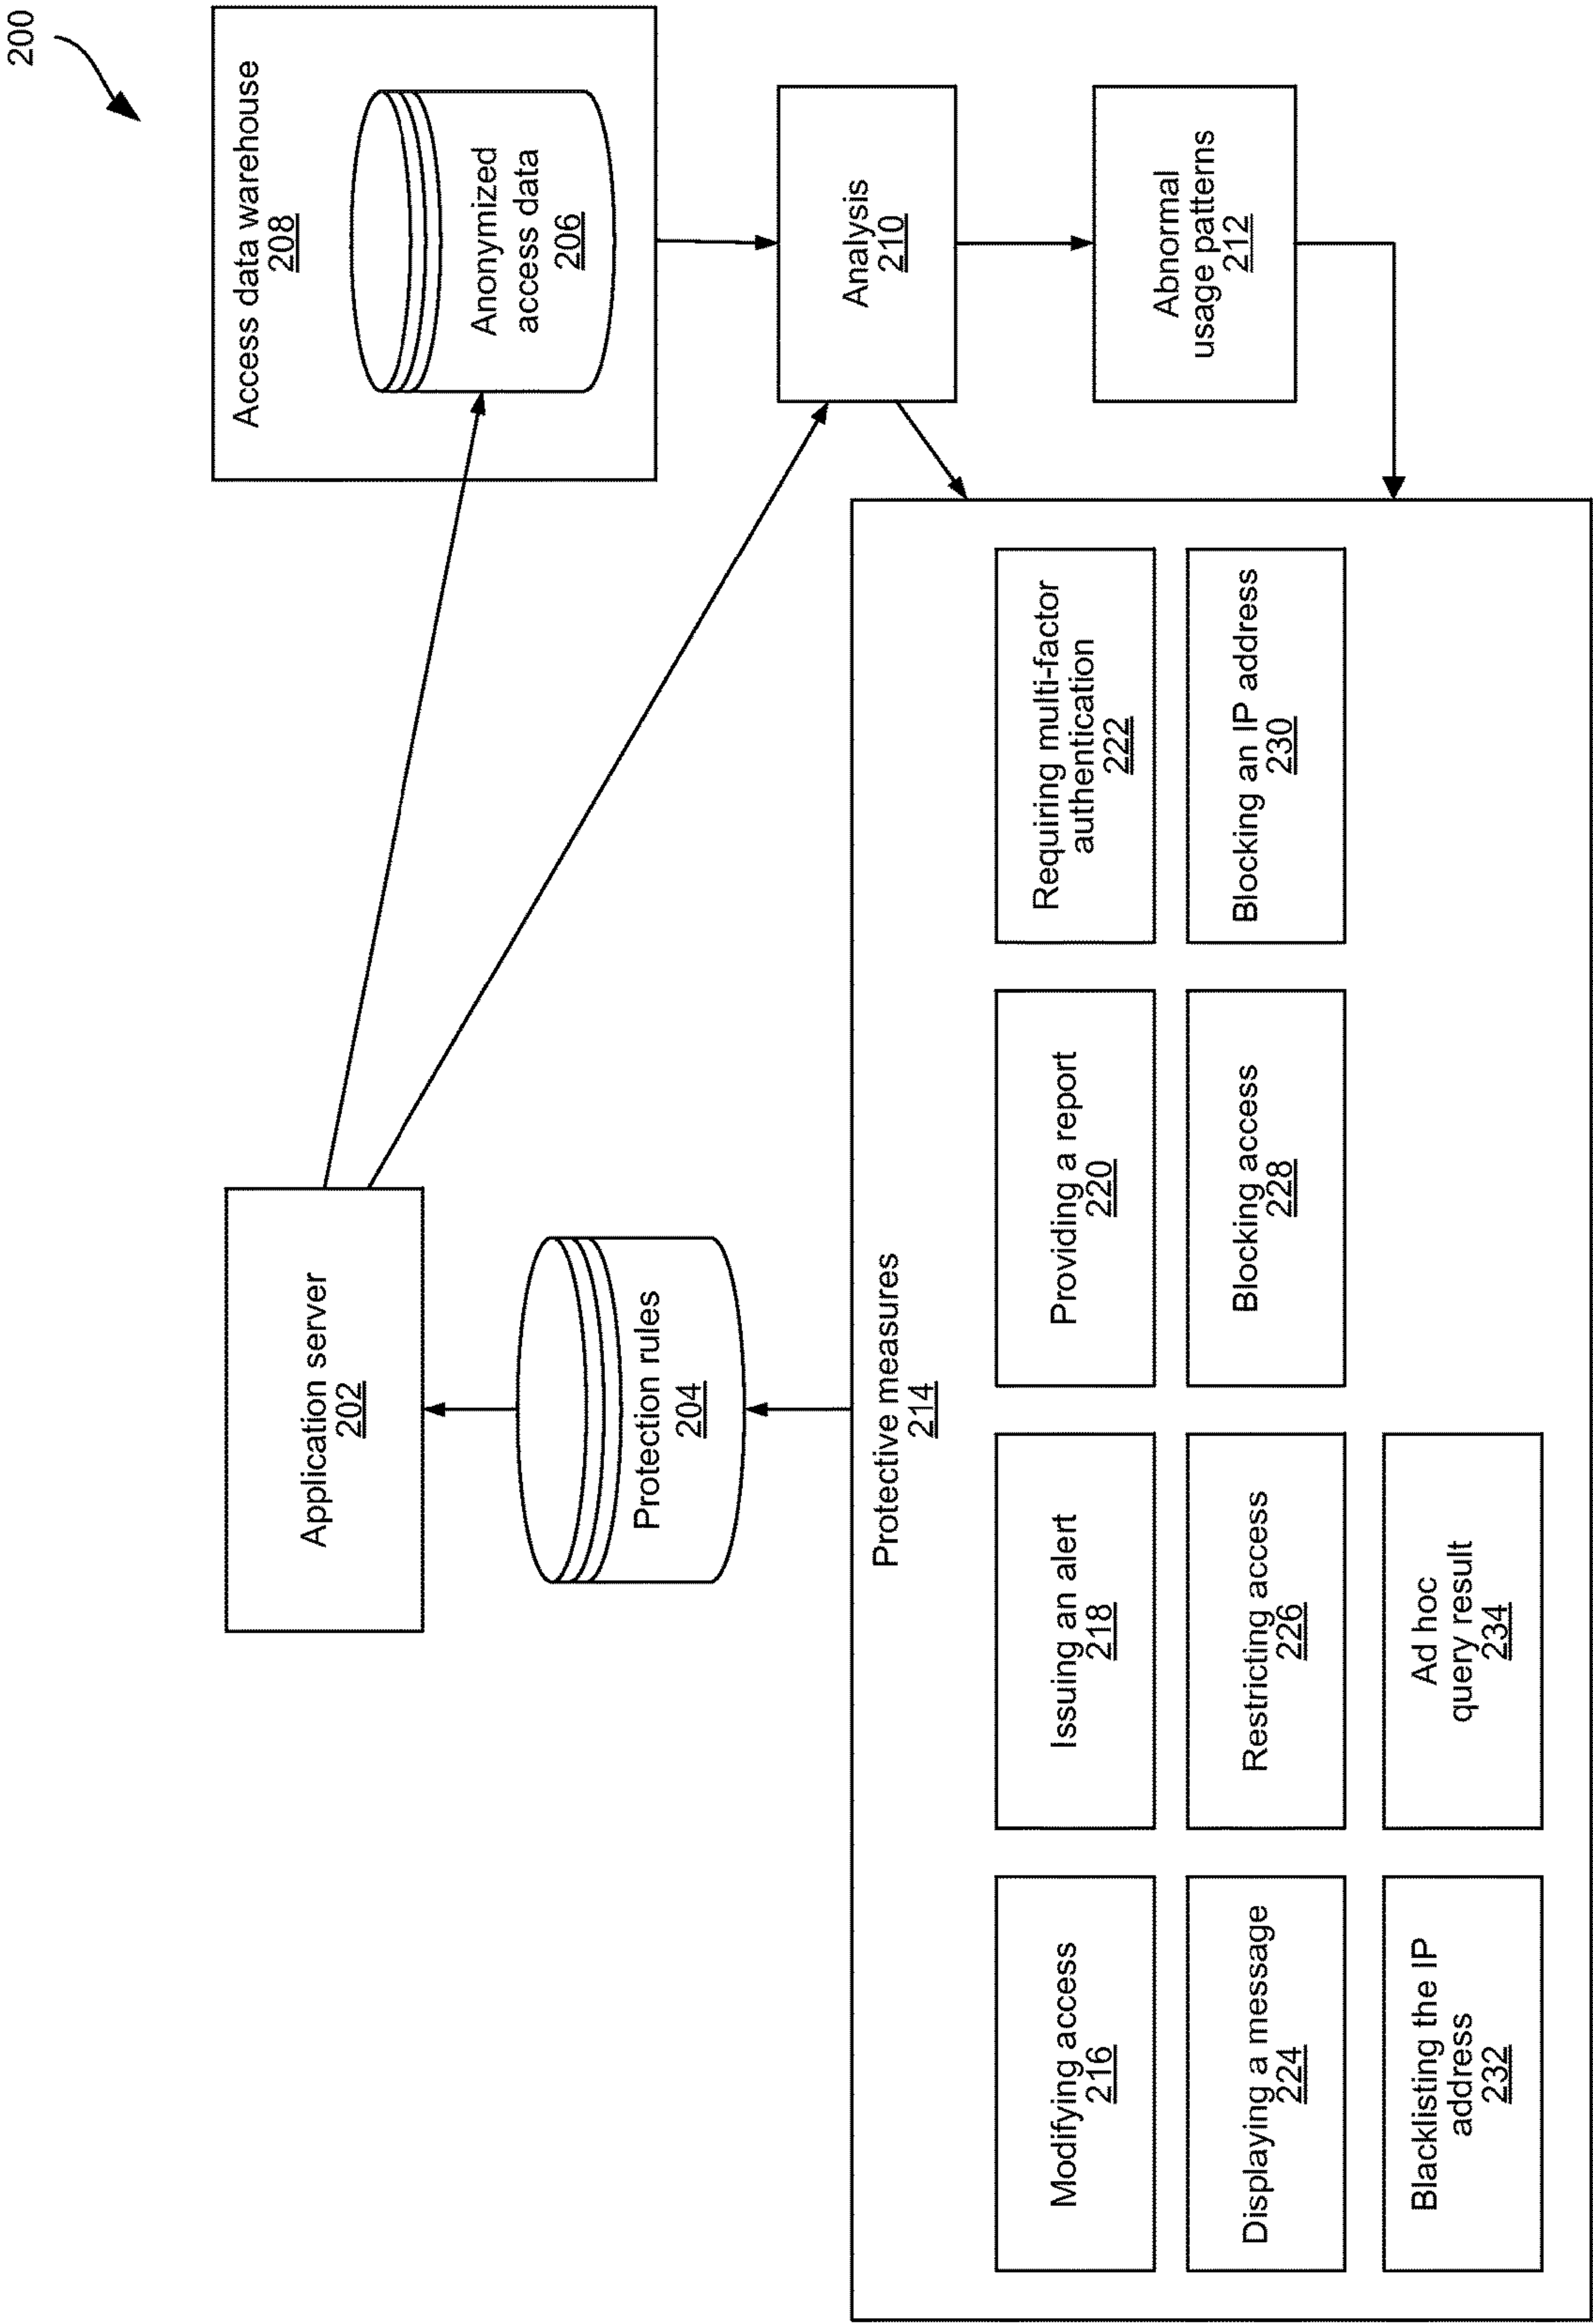 200
Application server
202
Access data warehouse
208
Anonymized
access data
206
Protection rules
204
Analysis
210
Abnormal
usage patterns
212
Protective measures
214
Modifying access
216
Issuing an alert
218
Providing a report
220
Requiring multi-factor
authentication
222
Displaying a message
224
Restricting access
226
Blocking access
228
Blocking an IP address
230
Blacklisting the IP
address
232
Ad hoc
query result
234